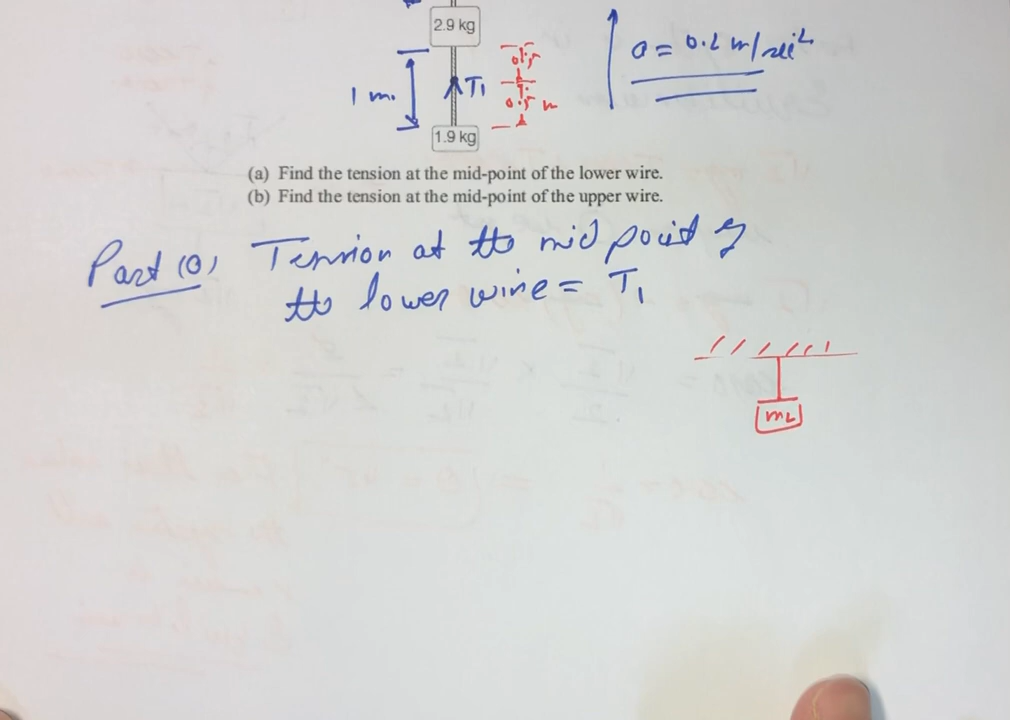 2.9 kg
a = 0.2 m/sec²
0.5
1 m.
T₁
0.5 m
1.9 kg
(a) Find the tension at the mid-point of the lower wire.
(b) Find the tension at the mid-point of the upper wire.
Part (a), Tension at the mid point of
the lower wire = T₁
m₂